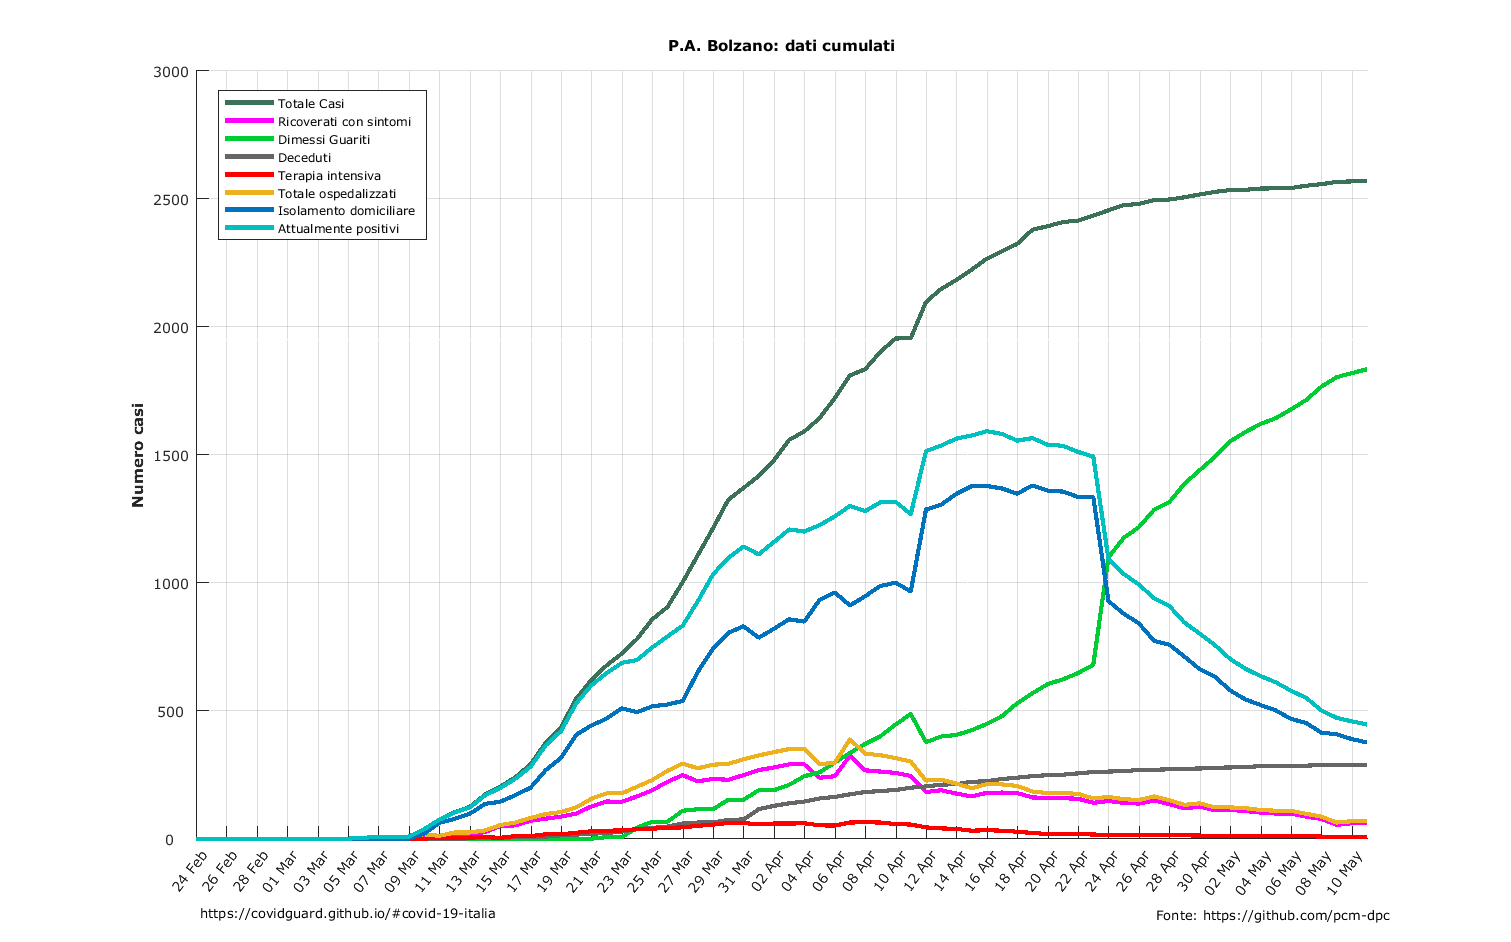 P.A. Bolzano: dati cumulati
3000
2500
2000
1500
1000
500
0
Numero casi
Totale Casi
Ricoverati con sintomi
Dimessi Guariti
Deceduti
Terapia intensiva
Totale ospedalizzati
Isolamento domiciliare
Attualmente positivi
24 Feb
26 Feb
28 Feb
01 Mar
03 Mar
05 Mar
07 Mar
09 Mar
11 Mar
13 Mar
15 Mar
17 Mar
19 Mar
21 Mar
23 Mar
25 Mar
27 Mar
29 Mar
31 Mar
02 Apr
04 Apr
06 Apr
08 Apr
10 Apr
12 Apr
14 Apr
16 Apr
18 Apr
20 Apr
22 Apr
24 Apr
26 Apr
28 Apr
30 Apr
02 May
04 May
06 May
08 May
10 May
https://covidguard.github.io/#covid-19-italia
Fonte: https://github.com/pcm-dpc